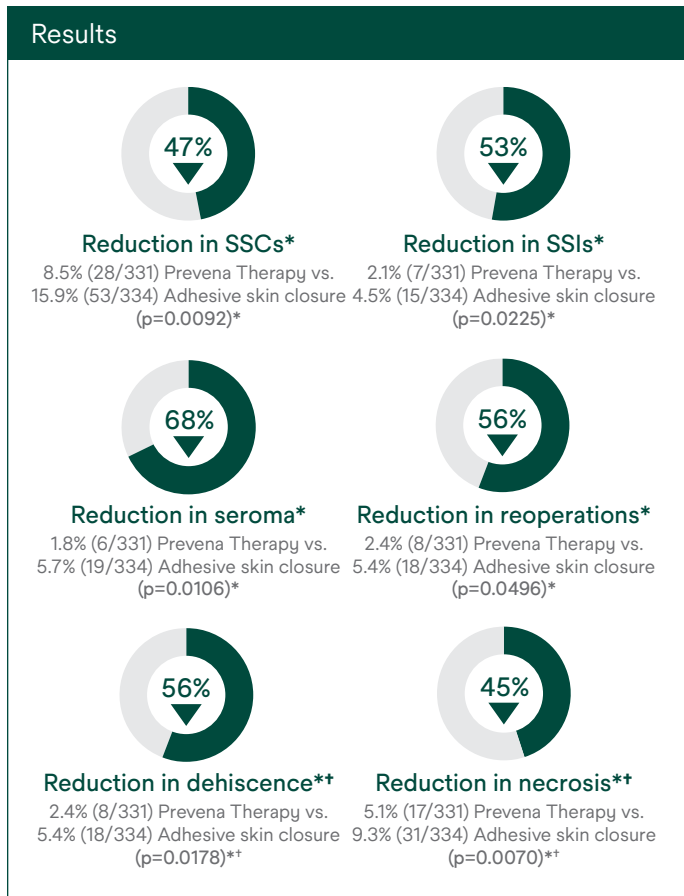 Results
47%
Reduction in SSCs*
8.5% (28/331) Prevena Therapy vs.
15.9% (53/334) Adhesive skin closure
(p=0.0092)*
53%
Reduction in SSIs*
2.1% (7/331) Prevena Therapy vs.
4.5% (15/334) Adhesive skin closure
(p=0.0225)*
68%
Reduction in seroma*
1.8% (6/331) Prevena Therapy vs.
5.7% (19/334) Adhesive skin closure
(p=0.0106)*
56%
Reduction in reoperations*
2.4% (8/331) Prevena Therapy vs.
5.4% (18/334) Adhesive skin closure
(p=0.0496)*
56%
Reduction in dehiscence*†
2.4% (8/331) Prevena Therapy vs.
5.4% (18/334) Adhesive skin closure
(p=0.0178)*†
45%
Reduction in necrosis*†
5.1% (17/331) Prevena Therapy vs.
9.3% (31/334) Adhesive skin closure
(p=0.0070)*†